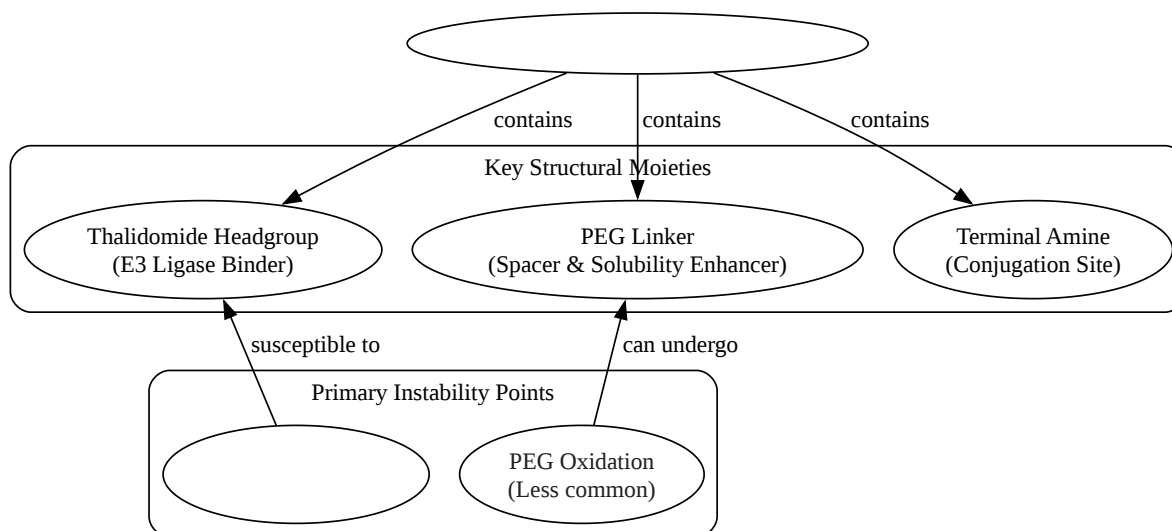 contains
contains
contains
Key Structural Moieties
Thalidomide Headgroup
(E3 Ligase Binder)
PEG Linker
(Spacer & Solubility Enhancer)
Terminal Amine
(Conjugation Site)
susceptible to
can undergo
Primary Instability Points
PEG Oxidation
(Less common)